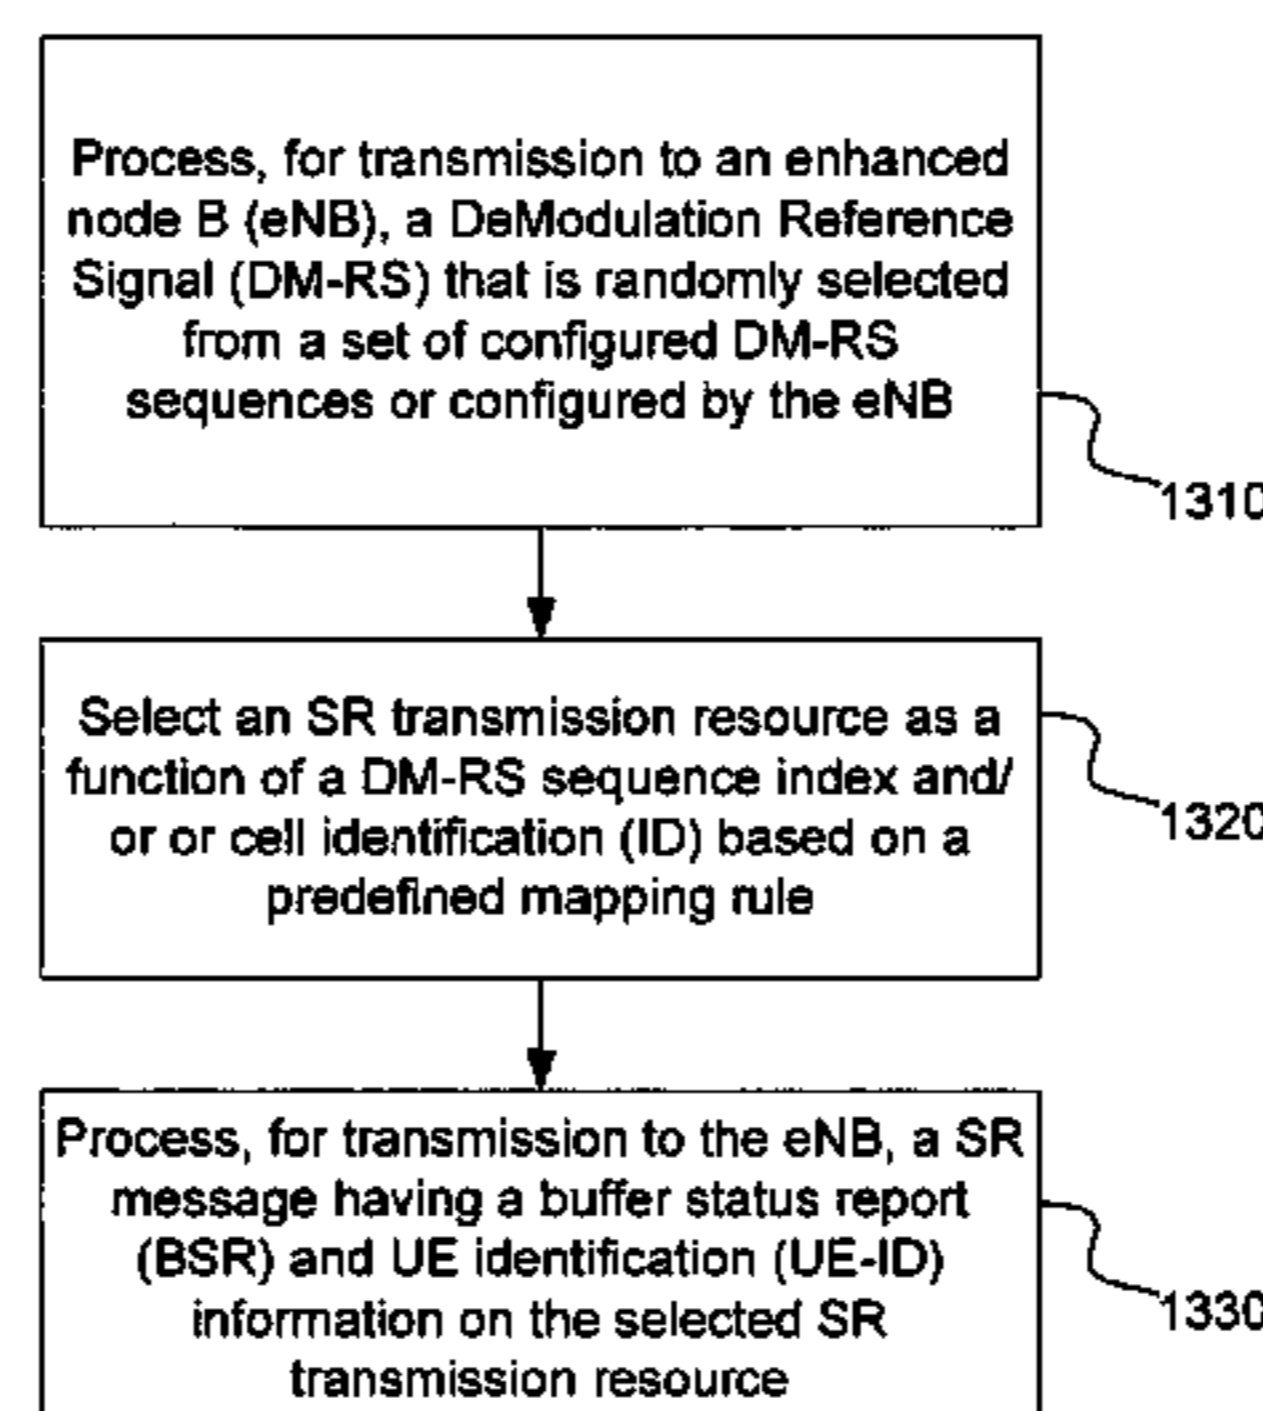 Process, for transmission to an enhanced
node B (eNB), a DeModulation Reference
Signal (DM-RS) that is randomly selected
from a set of configured DM-RS
sequences or configured by the eNB
1310
Select an SR transmission resource as a
function of a DM-RS sequence index and/
or or cell identification (ID) based on a
predefined mapping rule
1320
Process, for transmission to the eNB, a SR
message having a buffer status report
(BSR) and UE identification (UE-ID)
information on the selected SR
transmission resource
1330